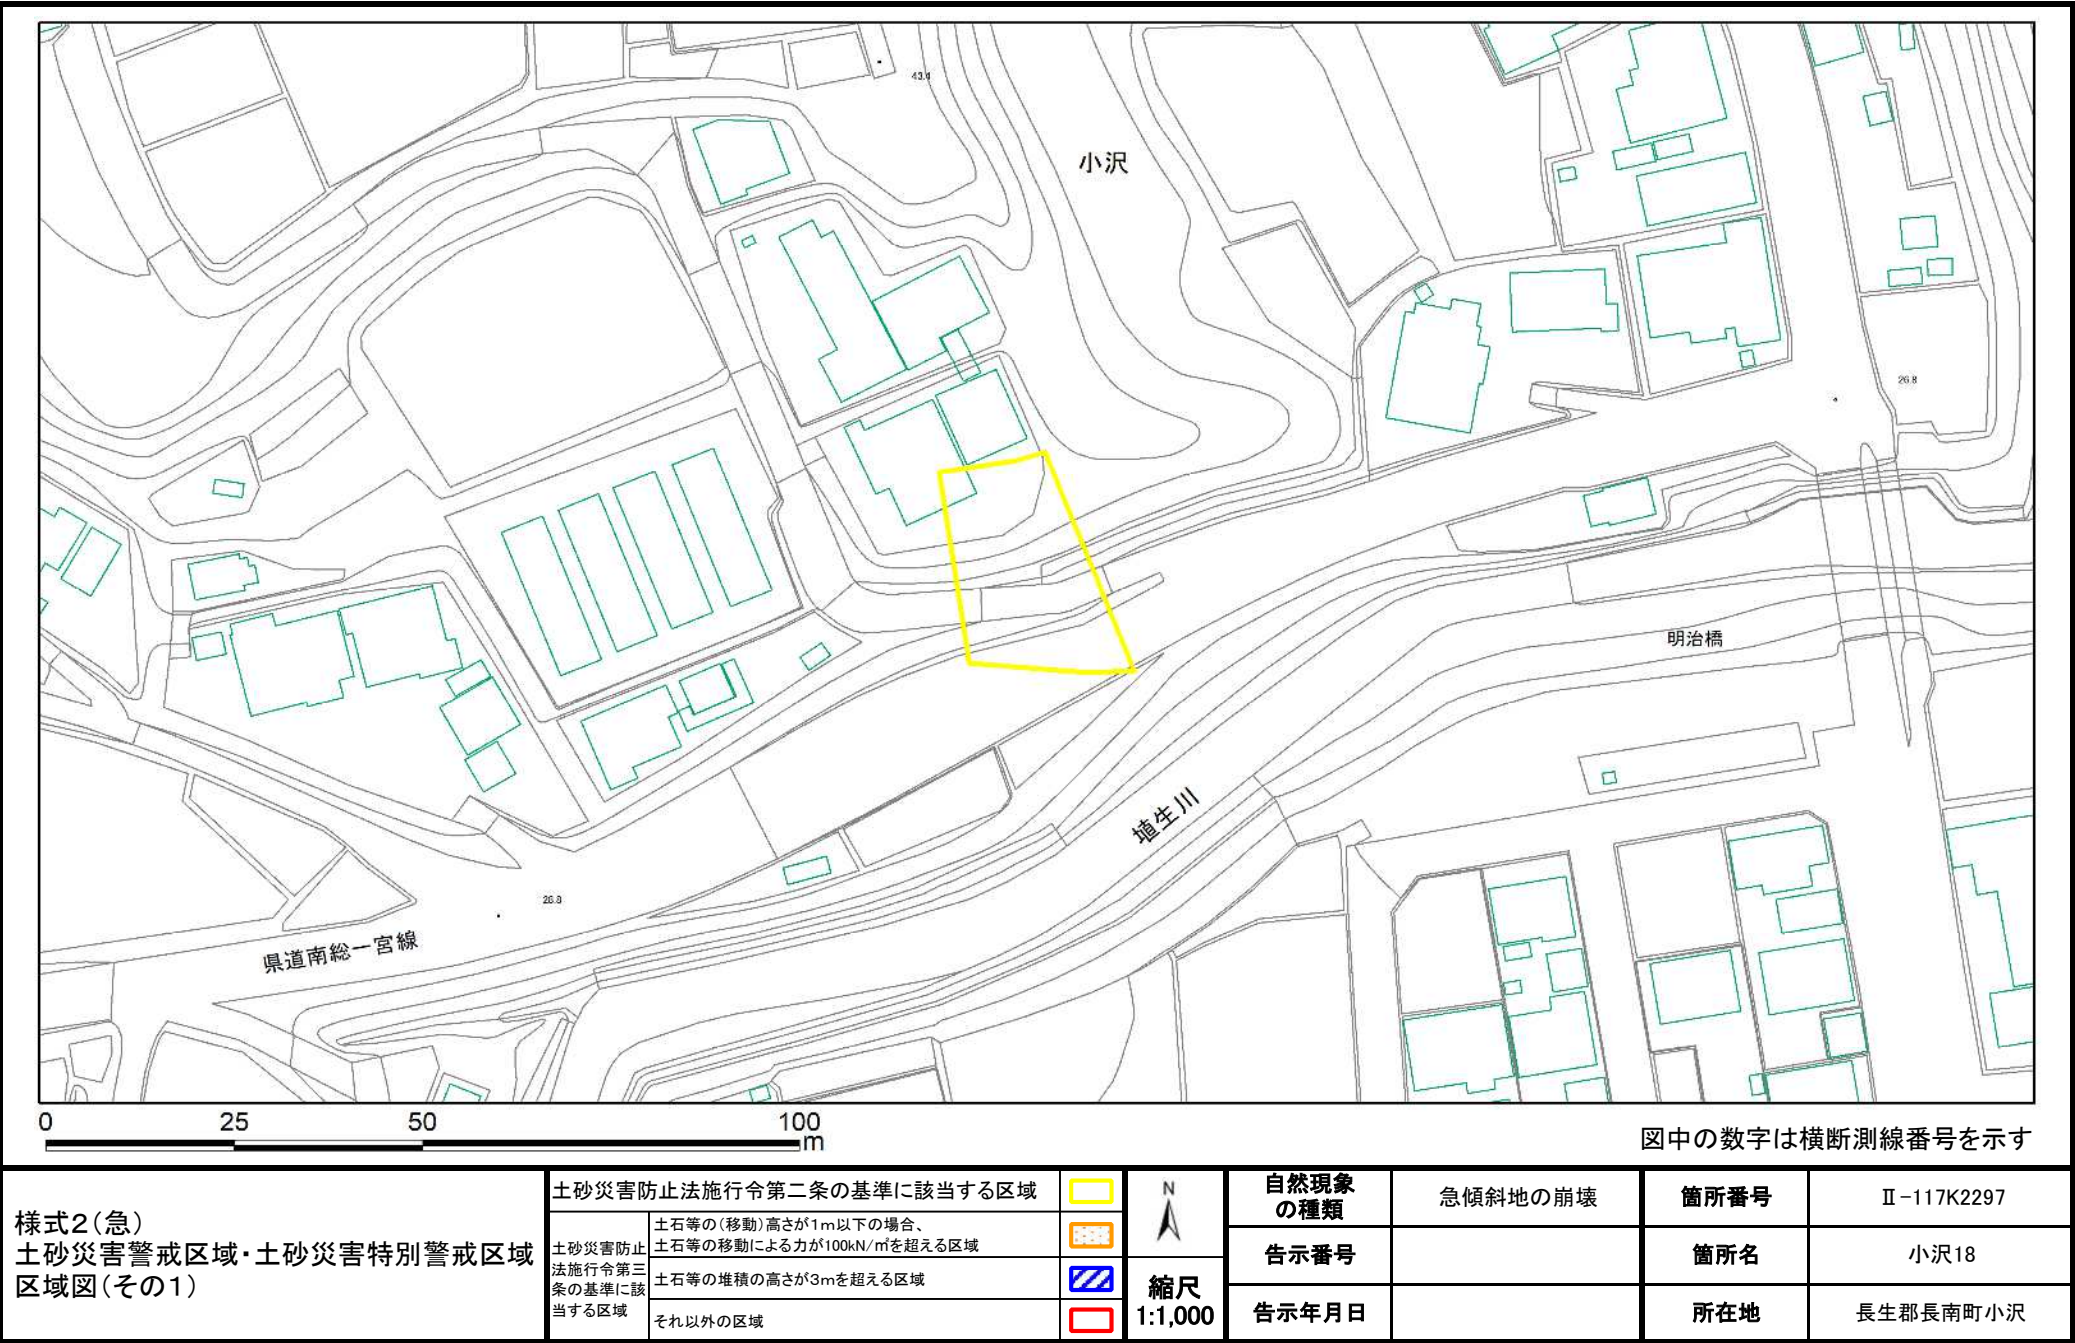 43.4
小沢
26.8
明治橋
埴生川
26.8
県道南総一宮線
0 25 50 100
m
図中の数字は横断測線番号を示す
様式2(急)
土砂災害警戒区域・土砂災害特別警戒区域
区域図(その1)
土砂災害防止法施行令第二条の基準に該当する区域
土砂災害防止
法施行令第三
条の基準に該
当する区域
土石等の(移動)高さが1m以下の場合、
土石等の移動による力が100kN/㎡を超える区域
土石等の堆積の高さが3mを超える区域
それ以外の区域
N
縮尺
1:1,000
自然現象
の種類
急傾斜地の崩壊
箇所番号
Ⅱ-117K2297
告示番号
箇所名
小沢18
告示年月日
所在地
長生郡長南町小沢